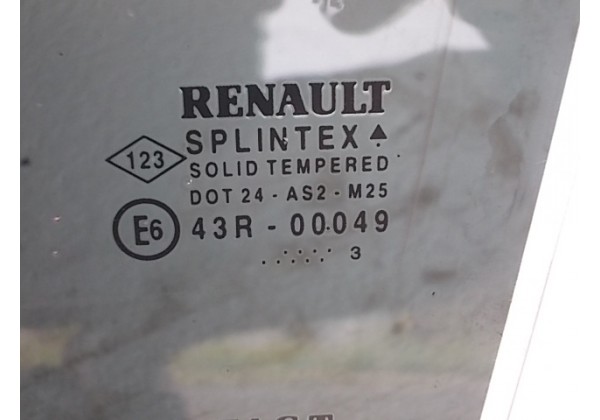 RENAULT
SPLINTEX
123
SOLID TEMPERED
DOT 24 - AS2 - M25
E6 43R - 00049
3